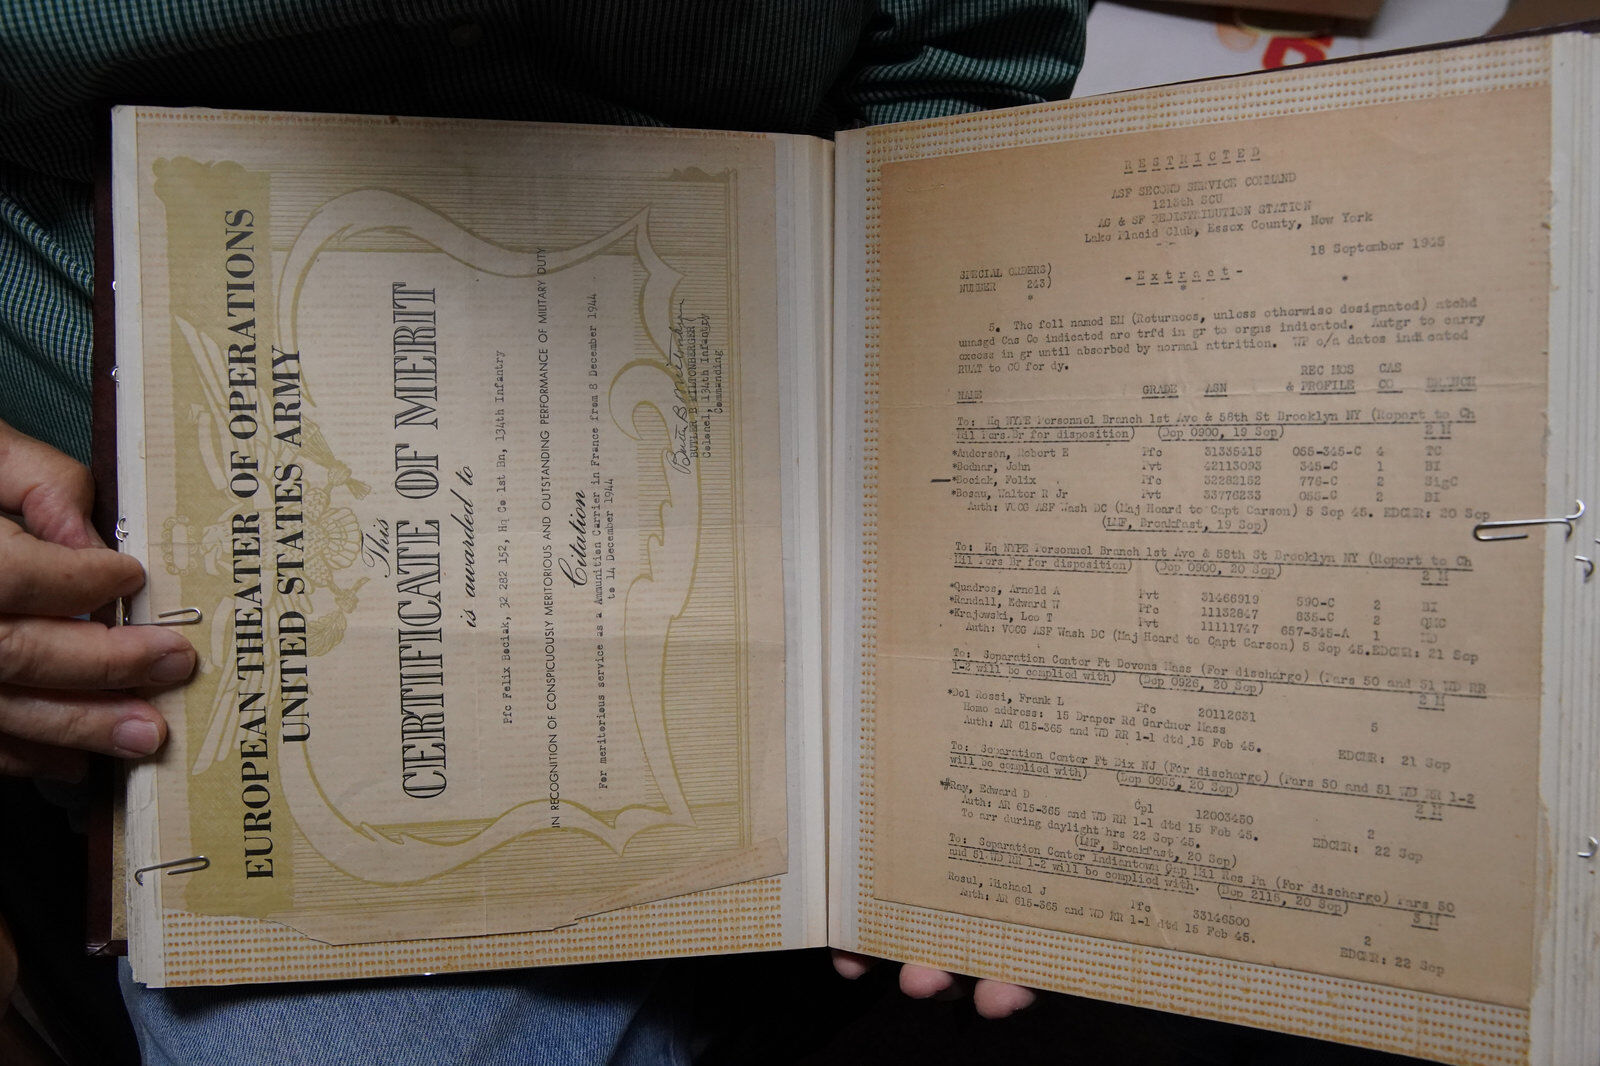 EUROPEAN THEATER OF OPERATIONS
UNITED STATES ARMY
This
CERTIFICATE OF MERIT
is awarded to
Pfc Felix Bociak, 32 282 152, Hq Co 1st Bn, 134th Infantry
IN RECOGNITION OF CONSPICUOUSLY MERITORIOUS AND OUTSTANDING PERFORMANCE OF MILITARY DUTY
Citation
For meritorious service as a Ammunition Carrier in France from 8 December 1944
to 14 December 1944
Butler B Miltonberger
BUTLER B MILTONBERGER
Colonel, 134th Infantry
Commanding
RESTRICTED
ASF SECOND SERVICE COMMAND
1218th SCU
AG & SF REDISTRIBUTION STATION
Lake Placid Club, Essex County, New York
18 September 1945
SPECIAL ORDERS)
NUMBER 243)
- Extract -
* * *
5. The foll named EM (Returnees, unless otherwise designated) atchd
unasgd Cas Co indicated are trfd in gr to orgns indicated. Autgr to carry
excess in gr until absorbed by normal attrition. WP o/a dates indicated
RUAT to CO for dy.
REC MOS CAS
NAME GRADE ASN & PROFILE CO BRANCH
To: Hq NYPE Personnel Branch 1st Ave & 58th St Brooklyn NY (Report to Ch
Mil Pers Br for disposition) (Dep 0900, 19 Sep) 2 M
*Anderson, Robert E Pfc 31335415 055-345-C 4 TC
*Bodnar, John Pvt 42113093 345-C 1 BI
*Bociak, Felix Pfc 32282152 776-C 2 SigC
*Bosau, Walter R Jr Pvt 33776233 055-C 2 BI
Auth: VOCG ASF Wash DC (Maj Hoard to Capt Carson) 5 Sep 45. EDCMR: 20 Sep
(LMF, Breakfast, 19 Sep)
To: Hq NYPE Personnel Branch 1st Ave & 58th St Brooklyn NY (Report to Ch
Mil Pers Br for disposition) (Dep 0900, 20 Sep) 2 M
*Quadros, Arnold A Pvt 31466919 590-C 2 BI
*Randall, Edward W Pfc 11132847 835-C 2 QMC
*Krajewski, Leo T Pvt 11111747 657-345-A 1 MD
Auth: VOCG ASF Wash DC (Maj Hoard to Capt Carson) 5 Sep 45. EDCMR: 21 Sep
To: Separation Center Ft Devens Mass (For discharge) (Pars 50 and 51 WD RR
1-2 will be complied with) (Dep 0926, 20 Sep) 2 M
*Del Rossi, Frank L Pfc 20112631 5
Home address: 15 Draper Rd Gardner Mass
Auth: AR 615-365 and WD RR 1-1 dtd 15 Feb 45. EDCMR: 21 Sep
To: Separation Center Ft Dix NJ (For discharge) (Pars 50 and 51 WD RR 1-2
will be complied with) (Dep 0955, 20 Sep) 2 M
*#Ray, Edward D Cpl 12003450 2
Auth: AR 615-365 and WD RR 1-1 dtd 15 Feb 45. EDCMR: 22 Sep
To arr during daylight hrs 22 Sep 45.
(LMF, Breakfast, 20 Sep)
To: Separation Center Indiantown Gap Mil Res Pa (For discharge) Pars 50
and 51 WD RR 1-2 will be complied with. (Dep 2115, 20 Sep) 3 M
Rosul, Michael J Pfc 33146500 2
Auth: AR 615-365 and WD RR 1-1 dtd 15 Feb 45. EDCMR: 22 Sep